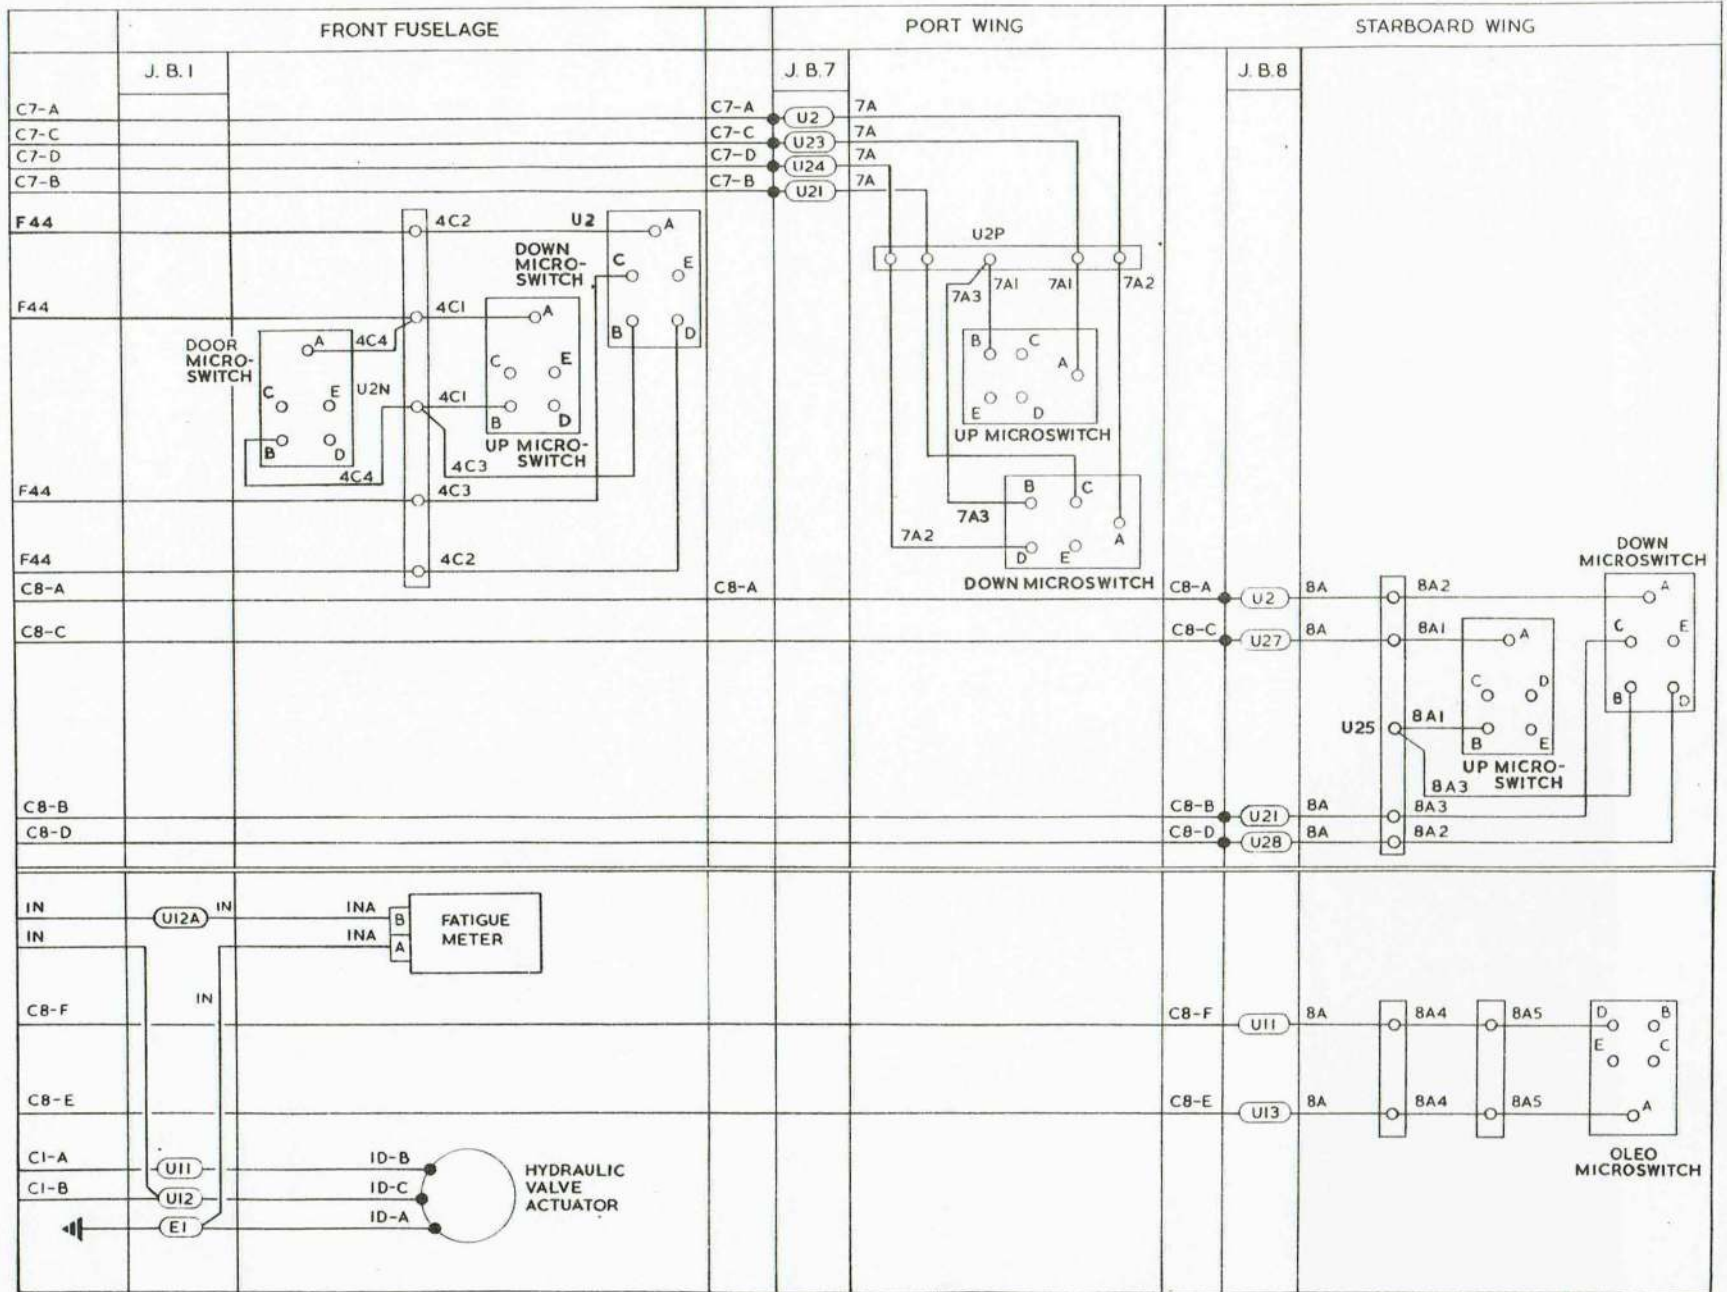 FRONT FUSELAGE
PORT WING
STARBOARD WING
J. B. 1
J. B. 7
J. B. 8
C7-A
C7-C
C7-D
C7-B
C7-A
C7-C
C7-D
C7-B
U2
U23
U24
U21
7A
7A
7A
7A
F44
4C2
U2
A
C
E
B
D
DOWN
MICRO-
SWITCH
F44
4C1
A
C
E
B
D
UP MICRO-
SWITCH
DOOR
MICRO-
SWITCH
A
4C4
C
E
B
D
U2N
4C1
4C4
4C3
F44
4C3
F44
4C2
U2P
7A3
7A1
7A1
7A2
B
C
A
E
D
UP MICROSWITCH
B
C
7A3
7A2
D
E
A
DOWN MICROSWITCH
C8-A
C8-A
C8-A
U2
8A
8A2
DOWN
MICROSWITCH
A
C
E
B
D
C8-C
C8-C
U27
8A
8A1
A
C
D
B
E
UP MICRO-
SWITCH
U25
8A1
8A3
C8-B
C8-B
U21
8A
8A3
C8-D
C8-D
U28
8A
8A2
IN
U12A
IN
INA
B
FATIGUE
METER
IN
INA
A
IN
C8-F
C8-F
U11
8A
8A4
8A5
D
B
E
C
C8-E
C8-E
U13
8A
8A4
8A5
A
OLEO
MICROSWITCH
C1-A
U11
1D-B
C1-B
U12
1D-C
E1
1D-A
HYDRAULIC
VALVE
ACTUATOR